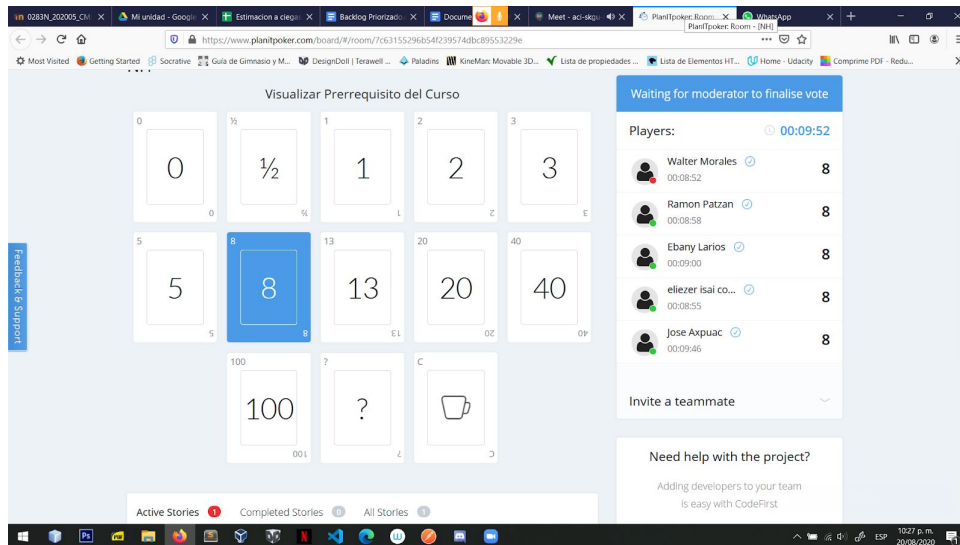 0283N_202005_CM
Mi unidad - Google
Estimacion a ciegas
Backlog Priorizado
Docume
Meet - aci-skgu
PlanITpoker: Room
WhatsApp
PlanITpoker: Room - [NH]
https://www.planitpoker.com/board/#/room/7c63155296b54f239574dbc89553229e
Most Visited
Getting Started
Socrative
Guía de Gimnasio y M...
DesignDoll | Terawell ...
Paladins
KineMan: Movable 3D...
Lista de propiedades ...
Lista de Elementos HT...
Home - Udacity
Comprime PDF - Redu...
Visualizar Prerrequisito del Curso
0 ½ 1 2 3
0 ½ 1 2 3
0 ½ 1 2 3
5 8 13 20 40
5 8 13 20 40
5 8 13 20 40
100 ? C
100 ?
100 ? C
Feedback & Support
Active Stories 1 Completed Stories 0 All Stories 1
Waiting for moderator to finalise vote
Players: 00:09:52
Walter Morales 8
00:08:52
Ramon Patzan 8
00:08:58
Ebany Larios 8
00:09:00
eliezer isai co... 8
00:08:55
Jose Axpuac 8
00:09:46
Invite a teammate
Need help with the project?
Adding developers to your team
is easy with CodeFirst
Ps
N
ESP
10:27 p. m.
20/08/2020